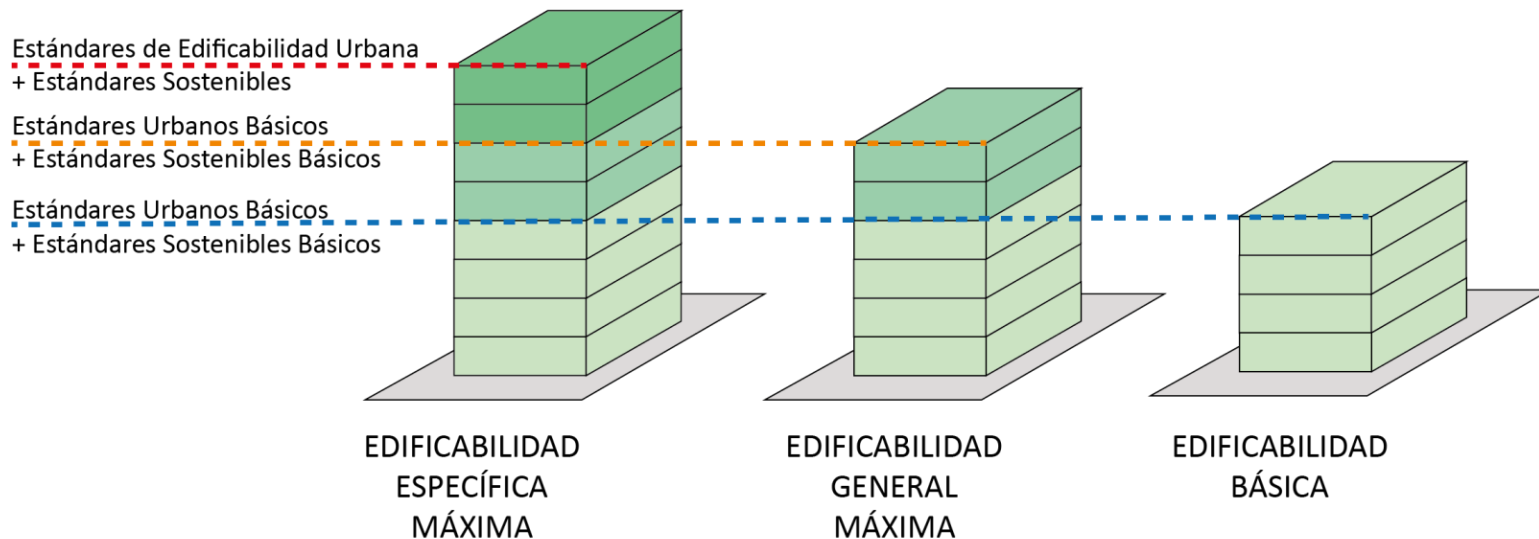 Estándares de Edificabilidad Urbana
+ Estándares Sostenibles
Estándares Urbanos Básicos
+ Estándares Sostenibles Básicos
Estándares Urbanos Básicos
+ Estándares Sostenibles Básicos
EDIFICABILIDAD
ESPECÍFICA
MÁXIMA
EDIFICABILIDAD
GENERAL
MÁXIMA
EDIFICABILIDAD
BÁSICA